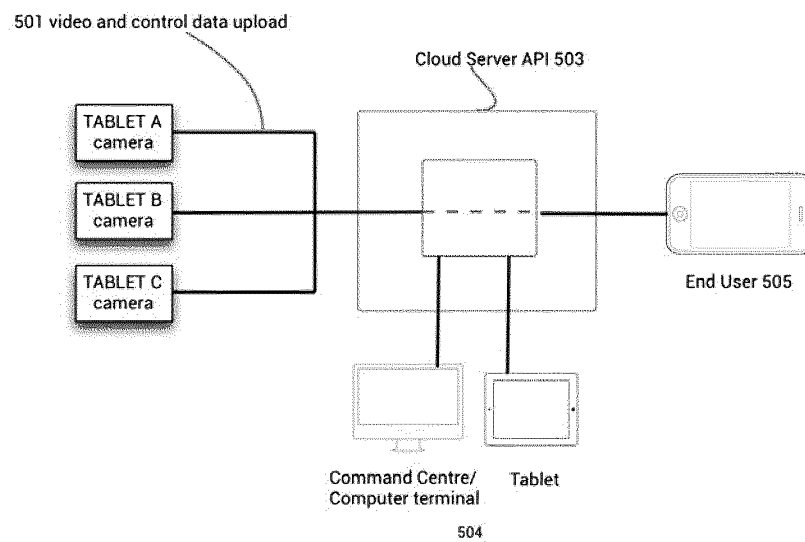 501 video and control data upload
Cloud Server API 503
TABLET A
camera
TABLET B
camera
TABLET C
camera
End User 505
Command Centre/
Computer terminal
Tablet
504